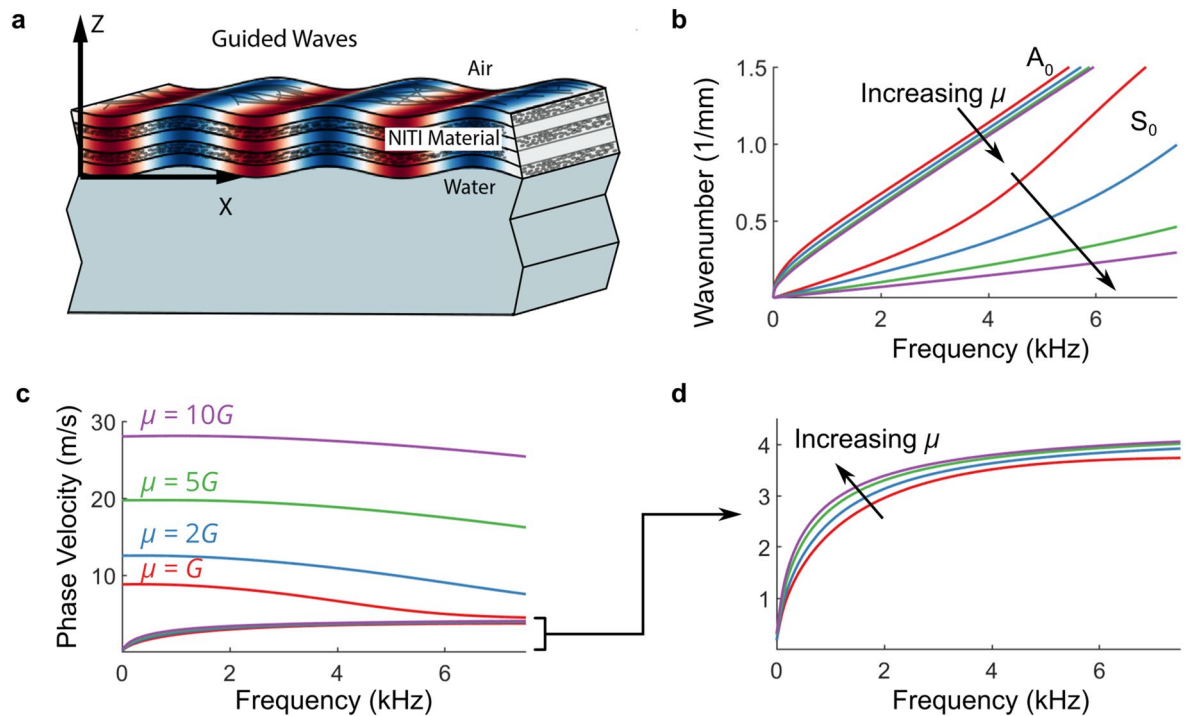 a
Z
Guided Waves
Air
NITI Material
Water
X
b
Wavenumber (1/mm)
1.5
1.0
0.5
0
2
4
6
Frequency (kHz)
A₀
Increasing μ
S₀
c
Phase Velocity (m/s)
30
20
10
0
2
4
6
Frequency (kHz)
μ = 10G
μ = 5G
μ = 2G
μ = G
d
4
3
2
1
0
2
4
6
Frequency (kHz)
Increasing μ